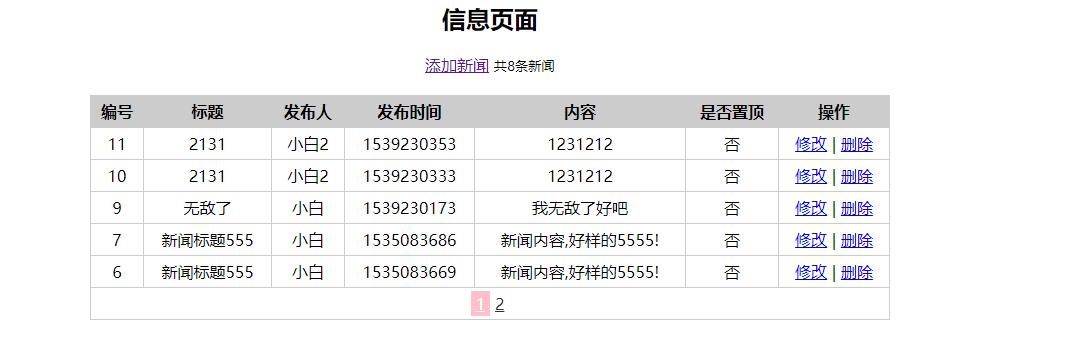 信息页面
添加新闻 共8条新闻
编号 标题 发布人 发布时间 内容 是否置顶 操作
11 2131 小白2 1539230353 1231212 否 修改 | 删除
10 2131 小白2 1539230333 1231212 否 修改 | 删除
9 无敌了 小白 1539230173 我无敌了好吧 否 修改 | 删除
7 新闻标题555 小白 1535083686 新闻内容,好样的5555! 否 修改 | 删除
6 新闻标题555 小白 1535083669 新闻内容,好样的5555! 否 修改 | 删除
1 2